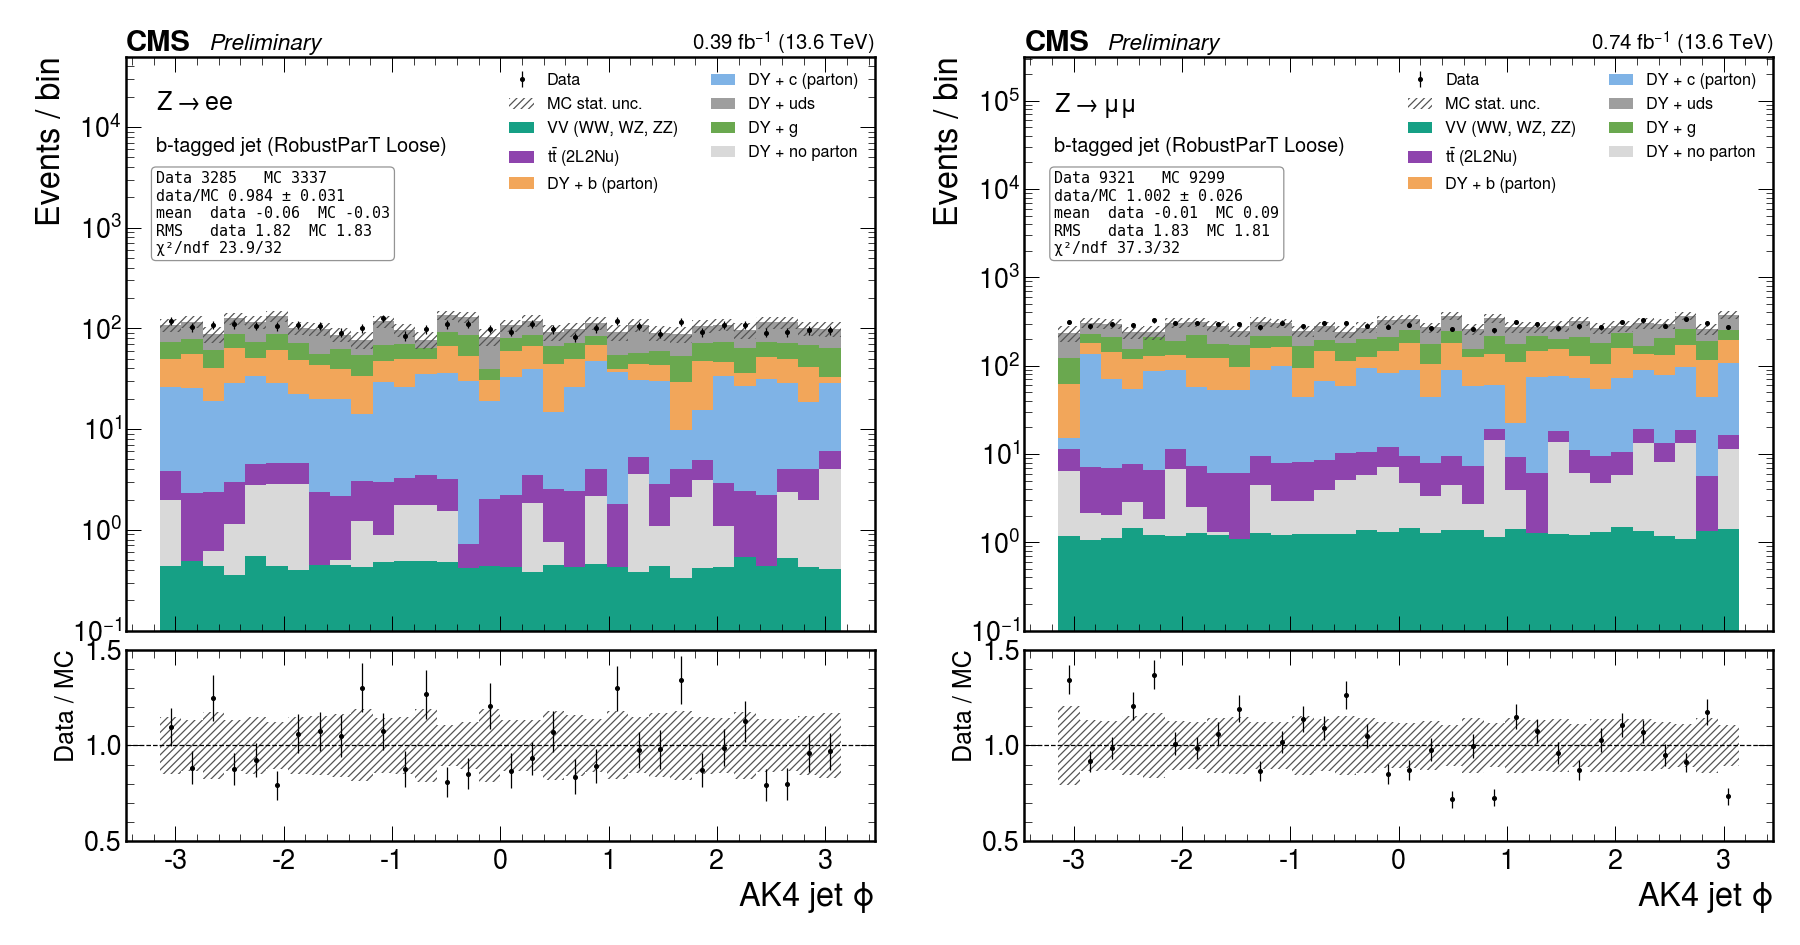 CMS Preliminary 0.39 fb⁻¹ (13.6 TeV)
Events / bin
Z → ee
b-tagged jet (RobustParT Loose)
Data 3285 MC 3337
data/MC 0.984 ± 0.031
mean data -0.06 MC -0.03
RMS data 1.82 MC 1.83
χ²/ndf 23.9/32
Data
MC stat. unc.
VV (WW, WZ, ZZ)
tt̄ (2L2Nu)
DY + b (parton)
DY + c (parton)
DY + uds
DY + g
DY + no parton
10⁴
10³
10²
10¹
10⁰
10⁻¹
Data / MC
1.5
1.0
0.5
-3 -2 -1 0 1 2 3
AK4 jet ϕ
CMS Preliminary 0.74 fb⁻¹ (13.6 TeV)
Events / bin
Z → μμ
b-tagged jet (RobustParT Loose)
Data 9321 MC 9299
data/MC 1.002 ± 0.026
mean data -0.01 MC 0.09
RMS data 1.83 MC 1.81
χ²/ndf 37.3/32
Data
MC stat. unc.
VV (WW, WZ, ZZ)
tt̄ (2L2Nu)
DY + b (parton)
DY + c (parton)
DY + uds
DY + g
DY + no parton
10⁵
10⁴
10³
10²
10¹
10⁰
10⁻¹
Data / MC
1.5
1.0
0.5
-3 -2 -1 0 1 2 3
AK4 jet ϕ